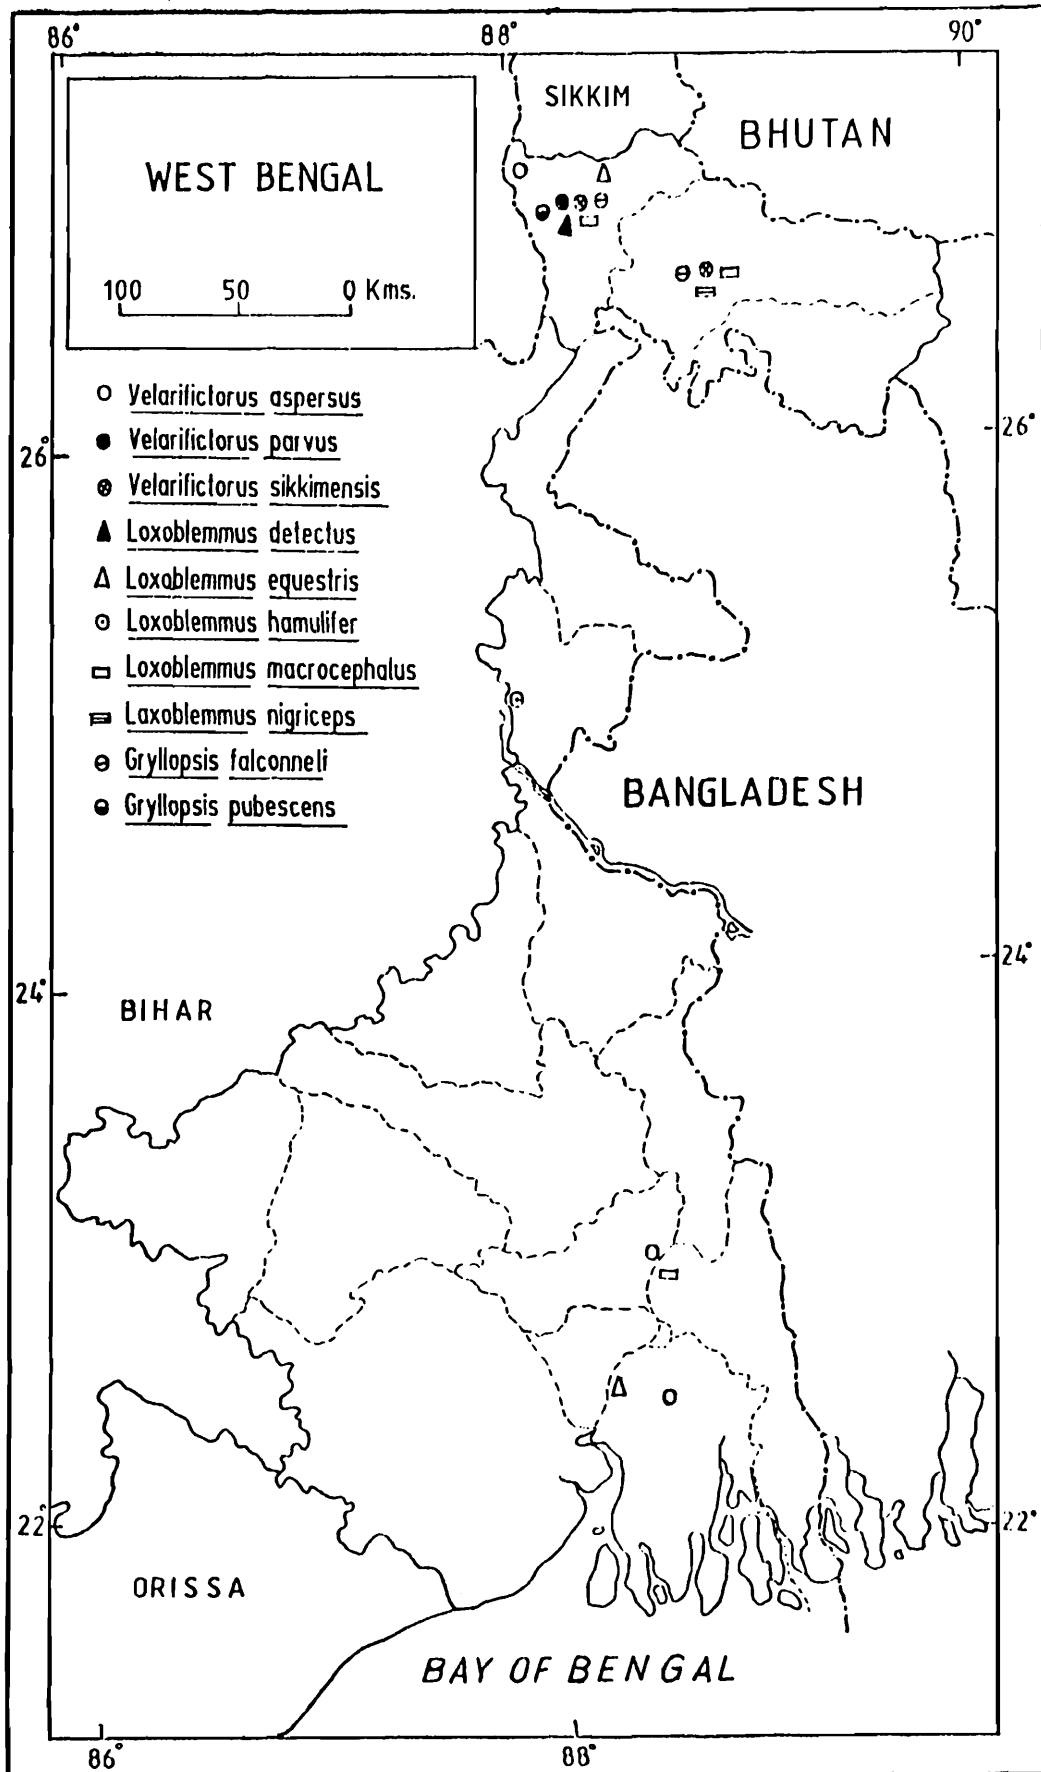 86° 88° 90°
SIKKIM
BHUTAN
WEST BENGAL
100 50 0 Kms.
Velarifictorus aspersus
Velarifictorus parvus
Velarifictorus sikkimensis
Loxoblemmus detectus
Loxoblemmus equestris
Loxoblemmus hamulifer
Loxoblemmus macrocephalus
Laxoblemmus nigriceps
Gryllopsis falconneli
Gryllopsis pubescens
26° 26°
BANGLADESH
24° 24°
BIHAR
22° 22°
ORISSA
BAY OF BENGAL
86° 88°